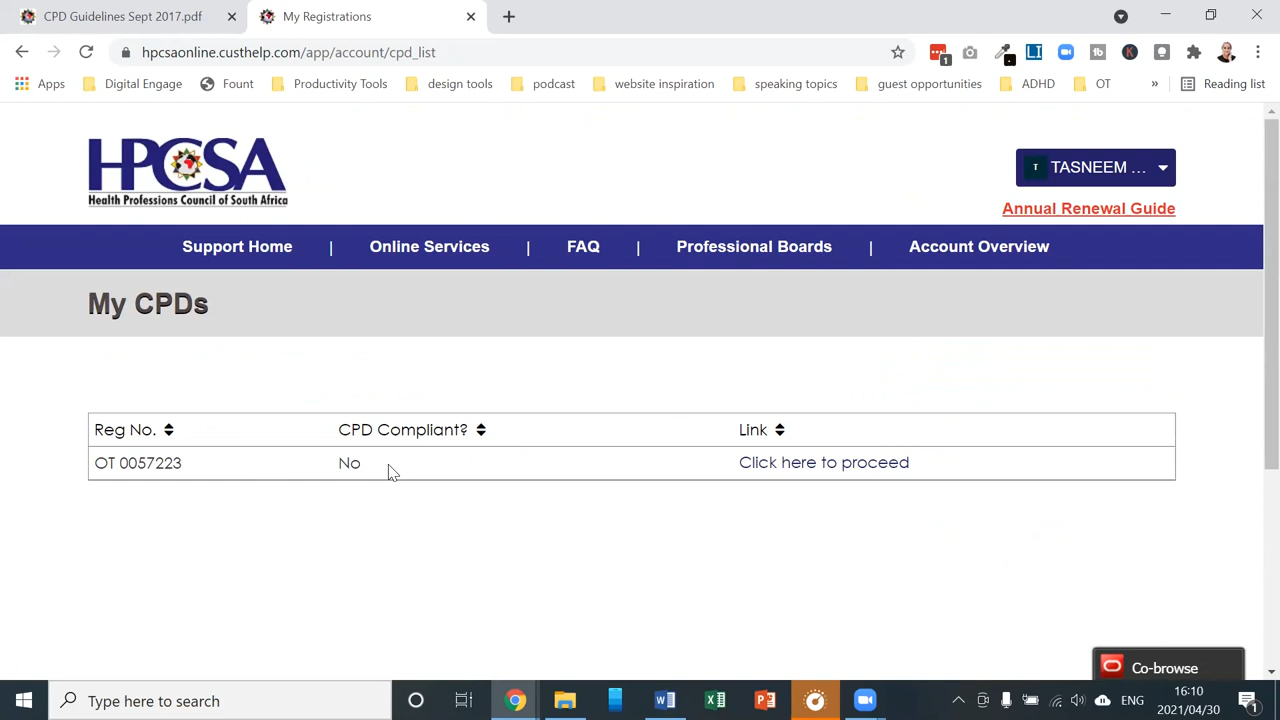 CPD Guidelines Sept 2017.pdf
My Registrations
hpcsaonline.custhelp.com/app/account/cpd_list
1
LI
tb
K
Apps
Digital Engage
Fount
Productivity Tools
design tools
podcast
website inspiration
speaking topics
guest opportunities
ADHD
OT
»
Reading list
HPCSA
Health Professions Council of South Africa
T TASNEEM ...
Annual Renewal Guide
Support Home | Online Services | FAQ | Professional Boards | Account Overview
My CPDs
Reg No. CPD Compliant? Link
OT 0057223 No Click here to proceed
Co-browse
Type here to search
ENG
16:10
2021/04/30
1